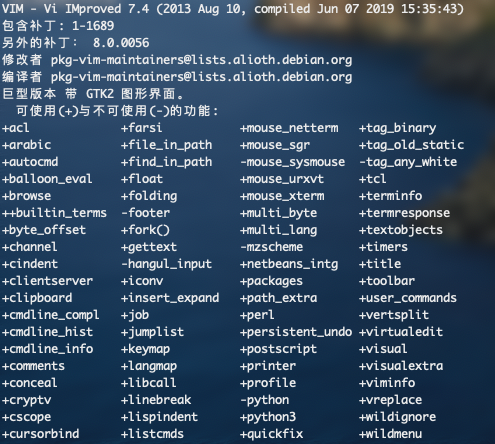 VIM - Vi IMproved 7.4 (2013 Aug 10, compiled Jun 07 2019 15:35:43)
包含补丁: 1-1689
另外的补丁: 8.0.0056
修改者 pkg-vim-maintainers@lists.alioth.debian.org
编译者 pkg-vim-maintainers@lists.alioth.debian.org
巨型版本 带 GTK2 图形界面。
可使用(+)与不可使用(-)的功能:
+acl +farsi +mouse_netterm +tag_binary
+arabic +file_in_path +mouse_sgr +tag_old_static
+autocmd +find_in_path -mouse_sysmouse -tag_any_white
+balloon_eval +float +mouse_urxvt +tcl
+browse +folding +mouse_xterm +terminfo
++builtin_terms -footer +multi_byte +termresponse
+byte_offset +fork() +multi_lang +textobjects
+channel +gettext -mzscheme +timers
+cindent -hangul_input +netbeans_intg +title
+clientserver +iconv +packages +toolbar
+clipboard +insert_expand +path_extra +user_commands
+cmdline_compl +job +perl +vertsplit
+cmdline_hist +jumplist +persistent_undo +virtualedit
+cmdline_info +keymap +postscript +visual
+comments +langmap +printer +visualextra
+conceal +libcall +profile +viminfo
+cryptv +linebreak -python +vreplace
+cscope +lispindent +python3 +wildignore
+cursorbind +listcmds +quickfix +wildmenu